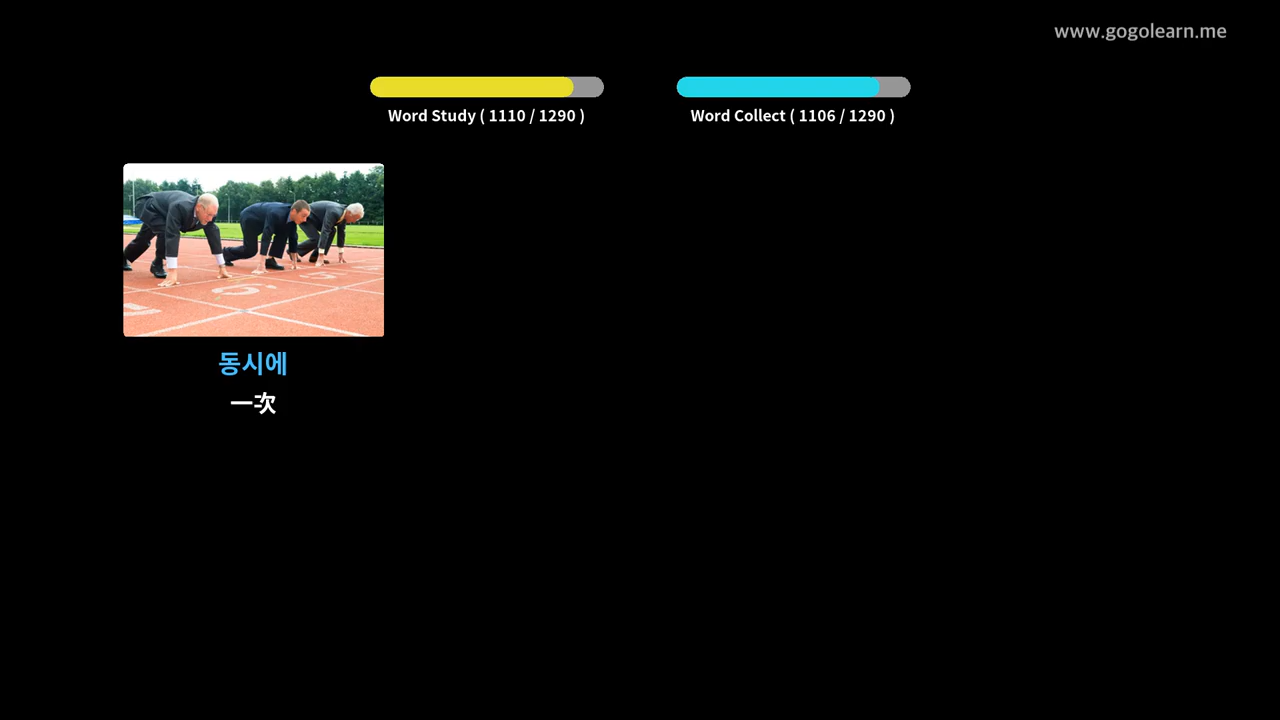 www.gogolearn.me
Word Study ( 1110 / 1290 )
Word Collect ( 1106 / 1290 )
동시에
一次